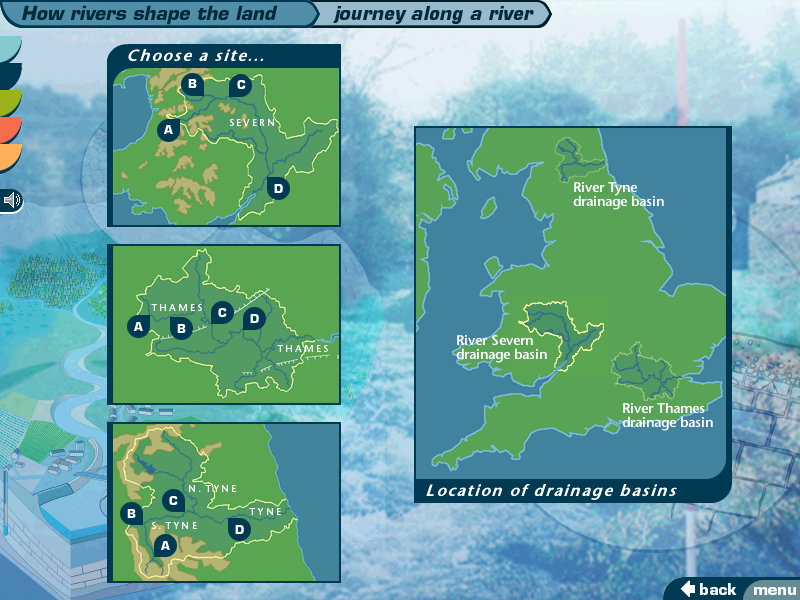 How rivers shape the land
journey along a river
Choose a site...
B
C
SEVERN
A
D
THAMES
C
D
A
B
THAMES
N. TYNE
C
B
TYNE
S. TYNE
D
A
River Tyne
drainage basin
River Severn
drainage basin
River Thames
drainage basin
Location of drainage basins
back
menu